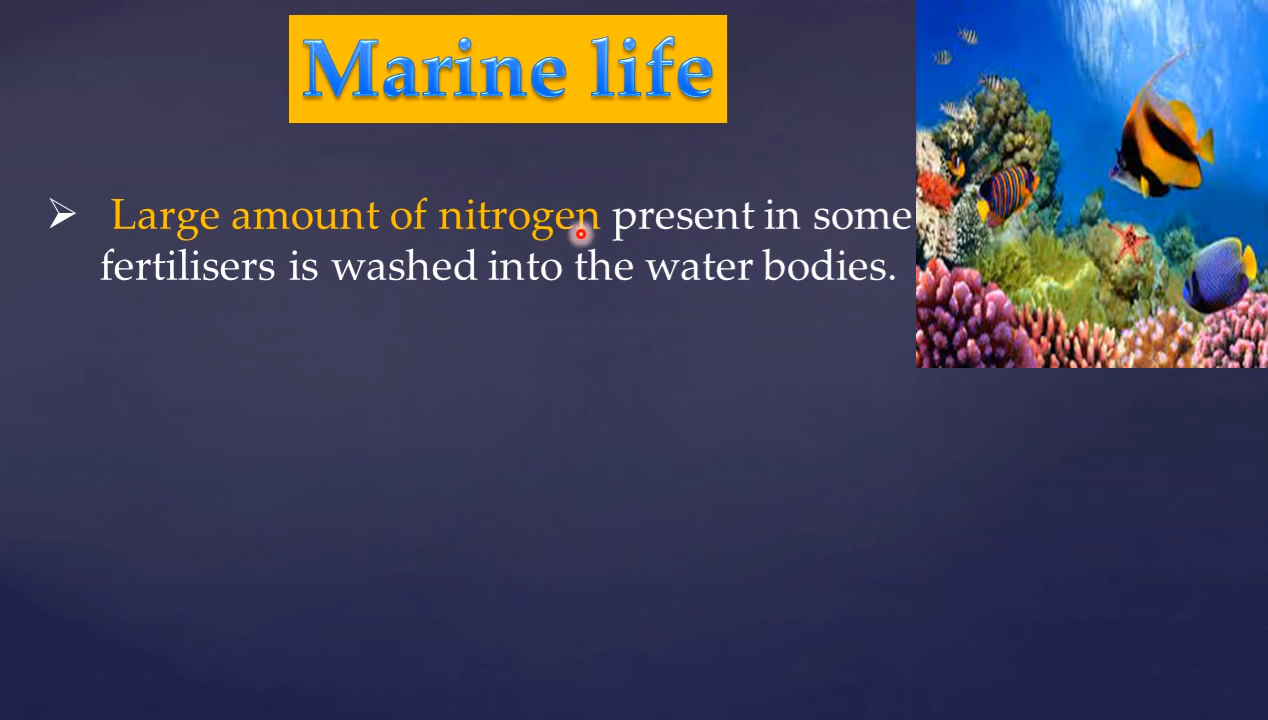 Marine life
➢ Large amount of nitrogen present in some
fertilisers is washed into the water bodies.